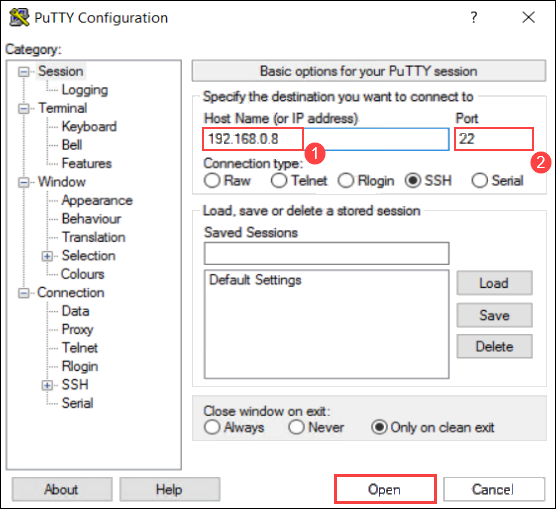 PuTTY Configuration
Category:
Session
Logging
Terminal
Keyboard
Bell
Features
Window
Appearance
Behaviour
Translation
Selection
Colours
Connection
Data
Proxy
Telnet
Rlogin
SSH
Serial
Basic options for your PuTTY session
Specify the destination you want to connect to
Host Name (or IP address) Port
192.168.0.8 22
1 2
Connection type:
Raw Telnet Rlogin SSH Serial
Load, save or delete a stored session
Saved Sessions
Default Settings
Load
Save
Delete
Close window on exit:
Always Never Only on clean exit
About Help Open Cancel